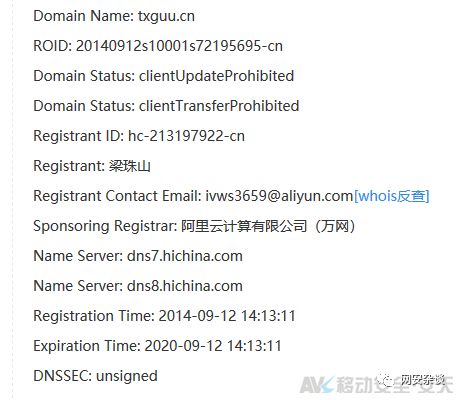 Domain Name: txguu.cn
ROID: 20140912s10001s72195695-cn
Domain Status: clientUpdateProhibited
Domain Status: clientTransferProhibited
Registrant ID: hc-213197922-cn
Registrant: 梁珠山
Registrant Contact Email: ivws3659@aliyun.com[whois反查]
Sponsoring Registrar: 阿里云计算有限公司（万网）
Name Server: dns7.hichina.com
Name Server: dns8.hichina.com
Registration Time: 2014-09-12 14:13:11
Expiration Time: 2020-09-12 14:13:11
DNSSEC: unsigned
AVL 移动安全
网安杂谈